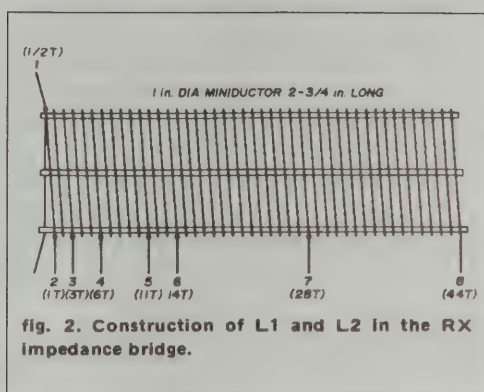 (1/2T)
1
1 in. DIA MINIDUCTOR 2-3/4 in. LONG
2 3 4 5 6 7 8
(1T) (3T) (6T) (11T) 14T) (28T) (44T)
fig. 2. Construction of L1 and L2 in the RX
impedance bridge.